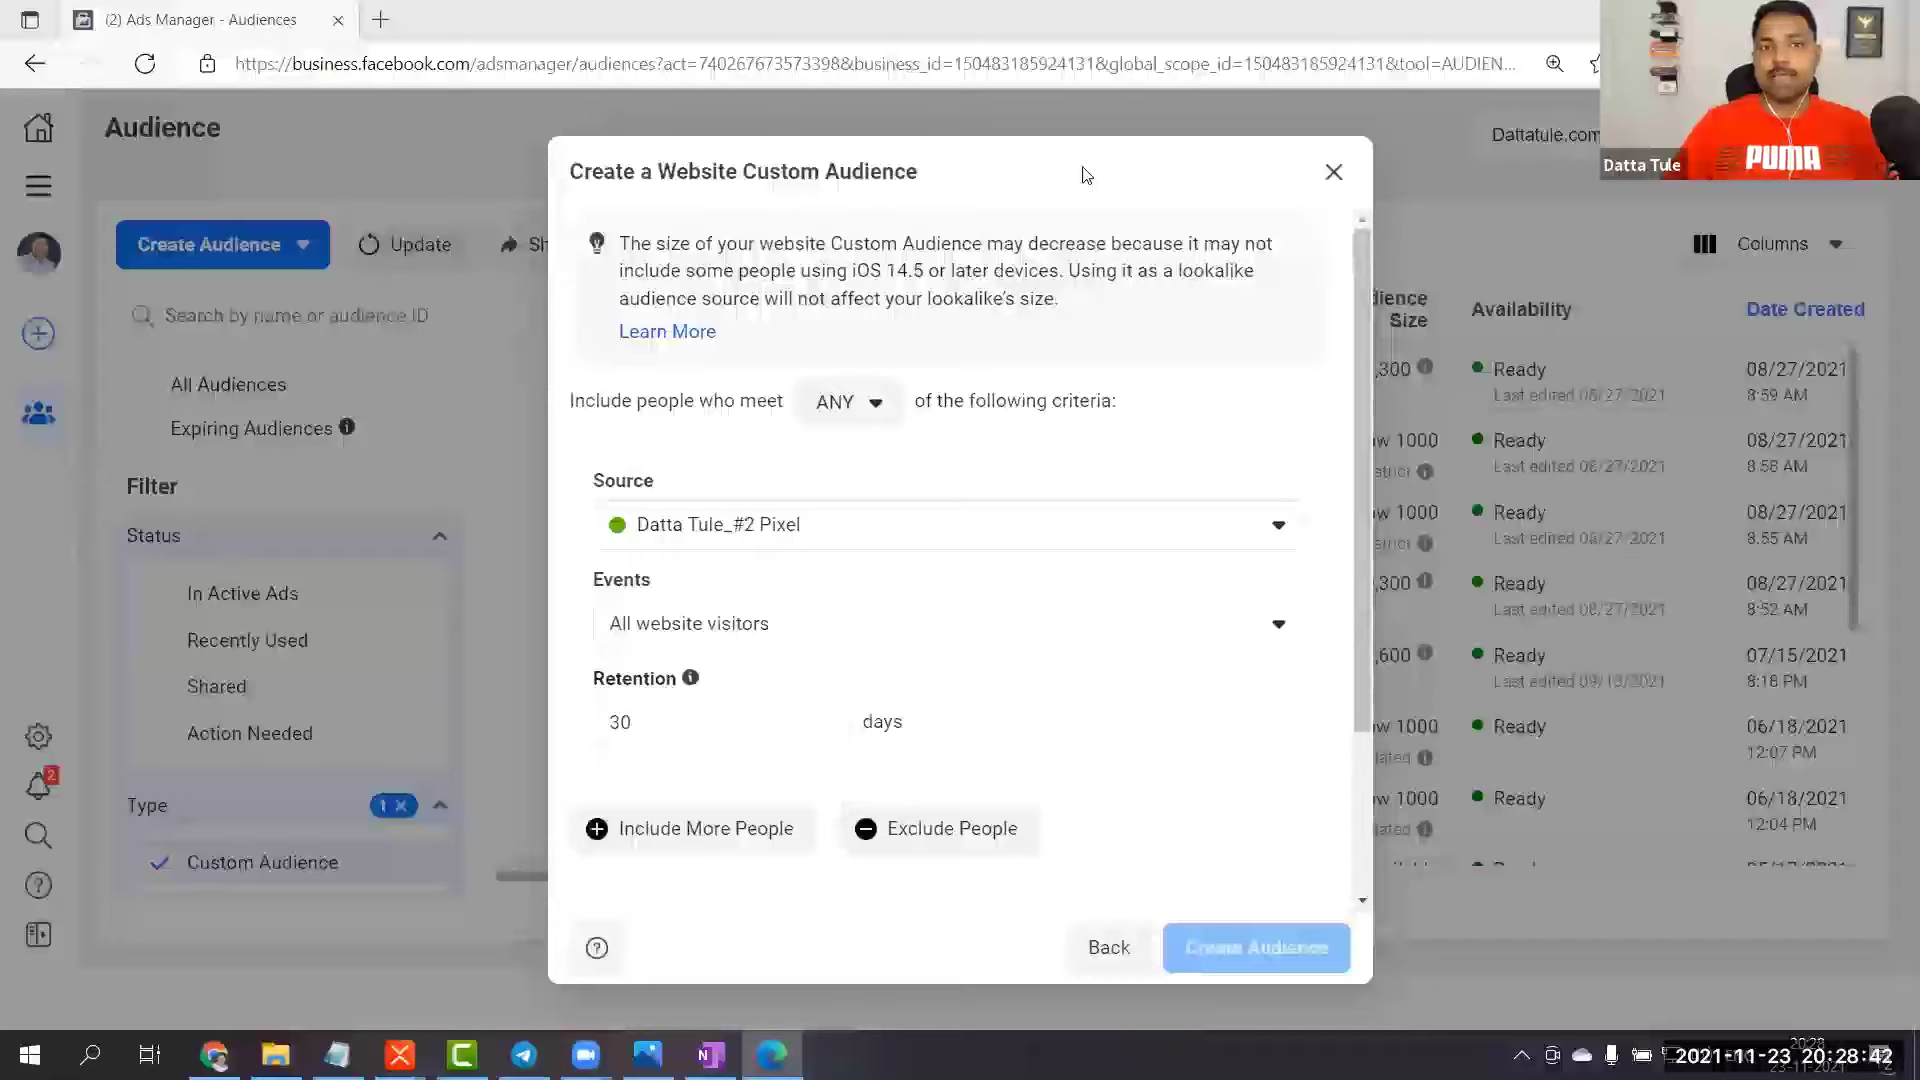 (2) Ads Manager - Audiences
https://business.facebook.com/adsmanager/audiences?act=740267673573398&business_id=150483185924131&global_scope_id=150483185924131&tool=AUDIEN...
Audience
Dattatule.com
PUMA
Datta Tule
Create Audience
Update
Sh
Columns
Search by name or audience ID
All Audiences
Expiring Audiences
Filter
Status
In Active Ads
Recently Used
Shared
Action Needed
Type
1 ×
Custom Audience
2
Create a Website Custom Audience
The size of your website Custom Audience may decrease because it may not
include some people using iOS 14.5 or later devices. Using it as a lookalike
audience source will not affect your lookalike's size.
Learn More
Include people who meet ANY of the following criteria:
Source
Datta Tule_#2 Pixel
Events
All website visitors
Retention
30 days
Include More People
Exclude People
Back
Create Audience
dience
Size
Availability
Date Created
,300
Ready
08/27/2021
Last edited 08/27/2021
8:59 AM
w 1000
Ready
08/27/2021
Last edited 08/27/2021
8:58 AM
w 1000
Ready
08/27/2021
Last edited 08/27/2021
8:55 AM
,300
Ready
08/27/2021
Last edited 08/27/2021
8:52 AM
,600
Ready
07/15/2021
Last edited 09/13/2021
8:18 PM
w 1000
Ready
06/18/2021
12:07 PM
w 1000
Ready
06/18/2021
12:04 PM
20:28
2021-11-23 20:28:42
23-11-2021